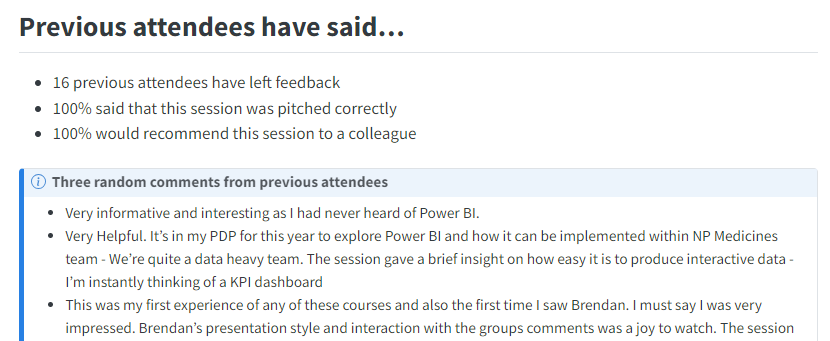 Previous attendees have said...
16 previous attendees have left feedback
100% said that this session was pitched correctly
100% would recommend this session to a colleague
Three random comments from previous attendees
Very informative and interesting as I had never heard of Power BI.
Very Helpful. It’s in my PDP for this year to explore Power BI and how it can be implemented within NP Medicines
team - We’re quite a data heavy team. The session gave a brief insight on how easy it is to produce interactive data -
I’m instantly thinking of a KPI dashboard
This was my first experience of any of these courses and also the first time I saw Brendan. I must say I was very
impressed. Brendan’s presentation style and interaction with the groups comments was a joy to watch. The session